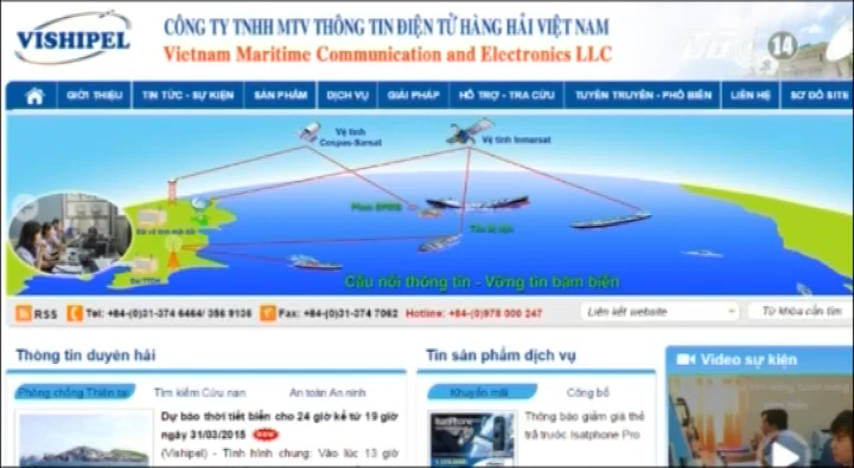 VISHIPEL
CÔNG TY TNHH MTV THÔNG TIN ĐIỆN TỬ HÀNG HẢI VIỆT NAM
Vietnam Maritime Communication and Electronics LLC
14
GIỚI THIỆU TIN TỨC - SỰ KIỆN SẢN PHẨM DỊCH VỤ GIẢI PHÁP HỖ TRỢ - TRA CỨU TUYÊN TRUYỀN - PHỔ BIẾN LIÊN HỆ SƠ ĐỒ SITE
Vệ tinh
Cospas-Sarsat
Vệ tinh Inmarsat
Phao EPIRB
Tàu bị nạn
Cầu nối thông tin - Vững tin bám biển
RSS Tel: +84-(0)31-374 6464/ 356 9136 Fax: +84-(0)31-374 7062 Hotline: +84-(0)978 000 247 Liên kết website Từ khóa cần tìm
Thông tin duyên hải
Tin sản phẩm dịch vụ
Video sự kiện
Phòng chống Thiên tai Tìm kiếm Cứu nạn An toàn An ninh
Khuyến mãi Công bố
Dự báo thời tiết biển cho 24 giờ kể từ 19 giờ
ngày 31/03/2015 new
(Vishipel) - Tình hình chung: Vào lúc 13 giờ
IsatPhone
Thông báo giảm giá thẻ
trả trước Isatphone Pro